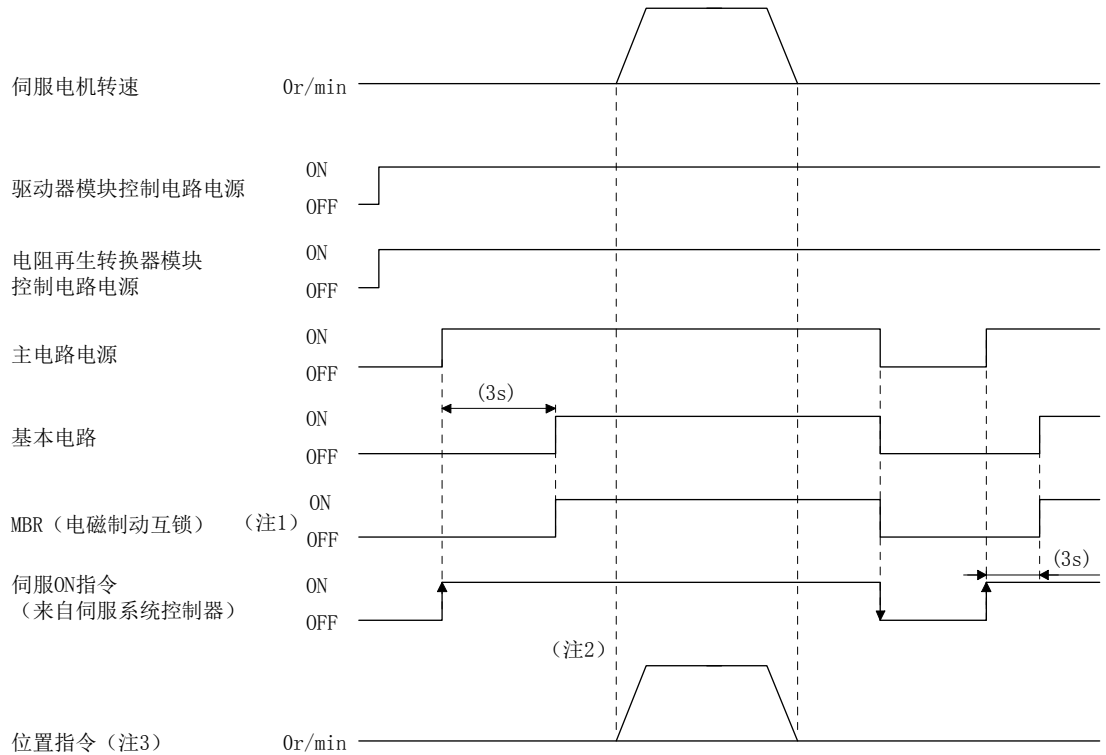 伺服电机转速 0r/min
驱动器模块控制电路电源 ON
OFF
电阻再生转换器模块
控制电路电源 ON
OFF
主电路电源 ON
OFF
(3s)
基本电路 ON
OFF
MBR（电磁制动互锁）（注1） ON
OFF
(3s)
伺服ON指令
（来自伺服系统控制器） ON
OFF
（注2）
位置指令（注3） 0r/min